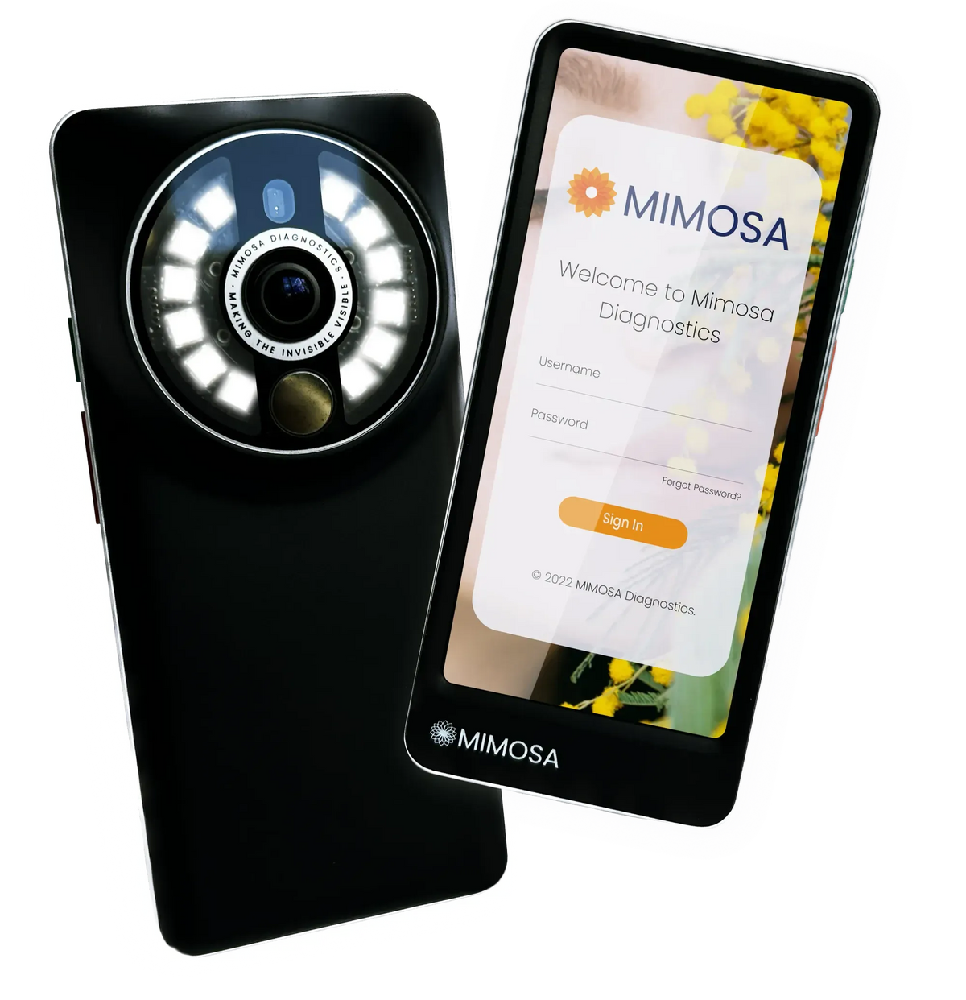 MIMOSA DIAGNOSTICS · MAKING THE INVISIBLE VISIBLE ·
MIMOSA
Welcome to Mimosa
Diagnostics
Username
Password
Forgot Password?
Sign In
© 2022 MIMOSA Diagnostics.
MIMOSA